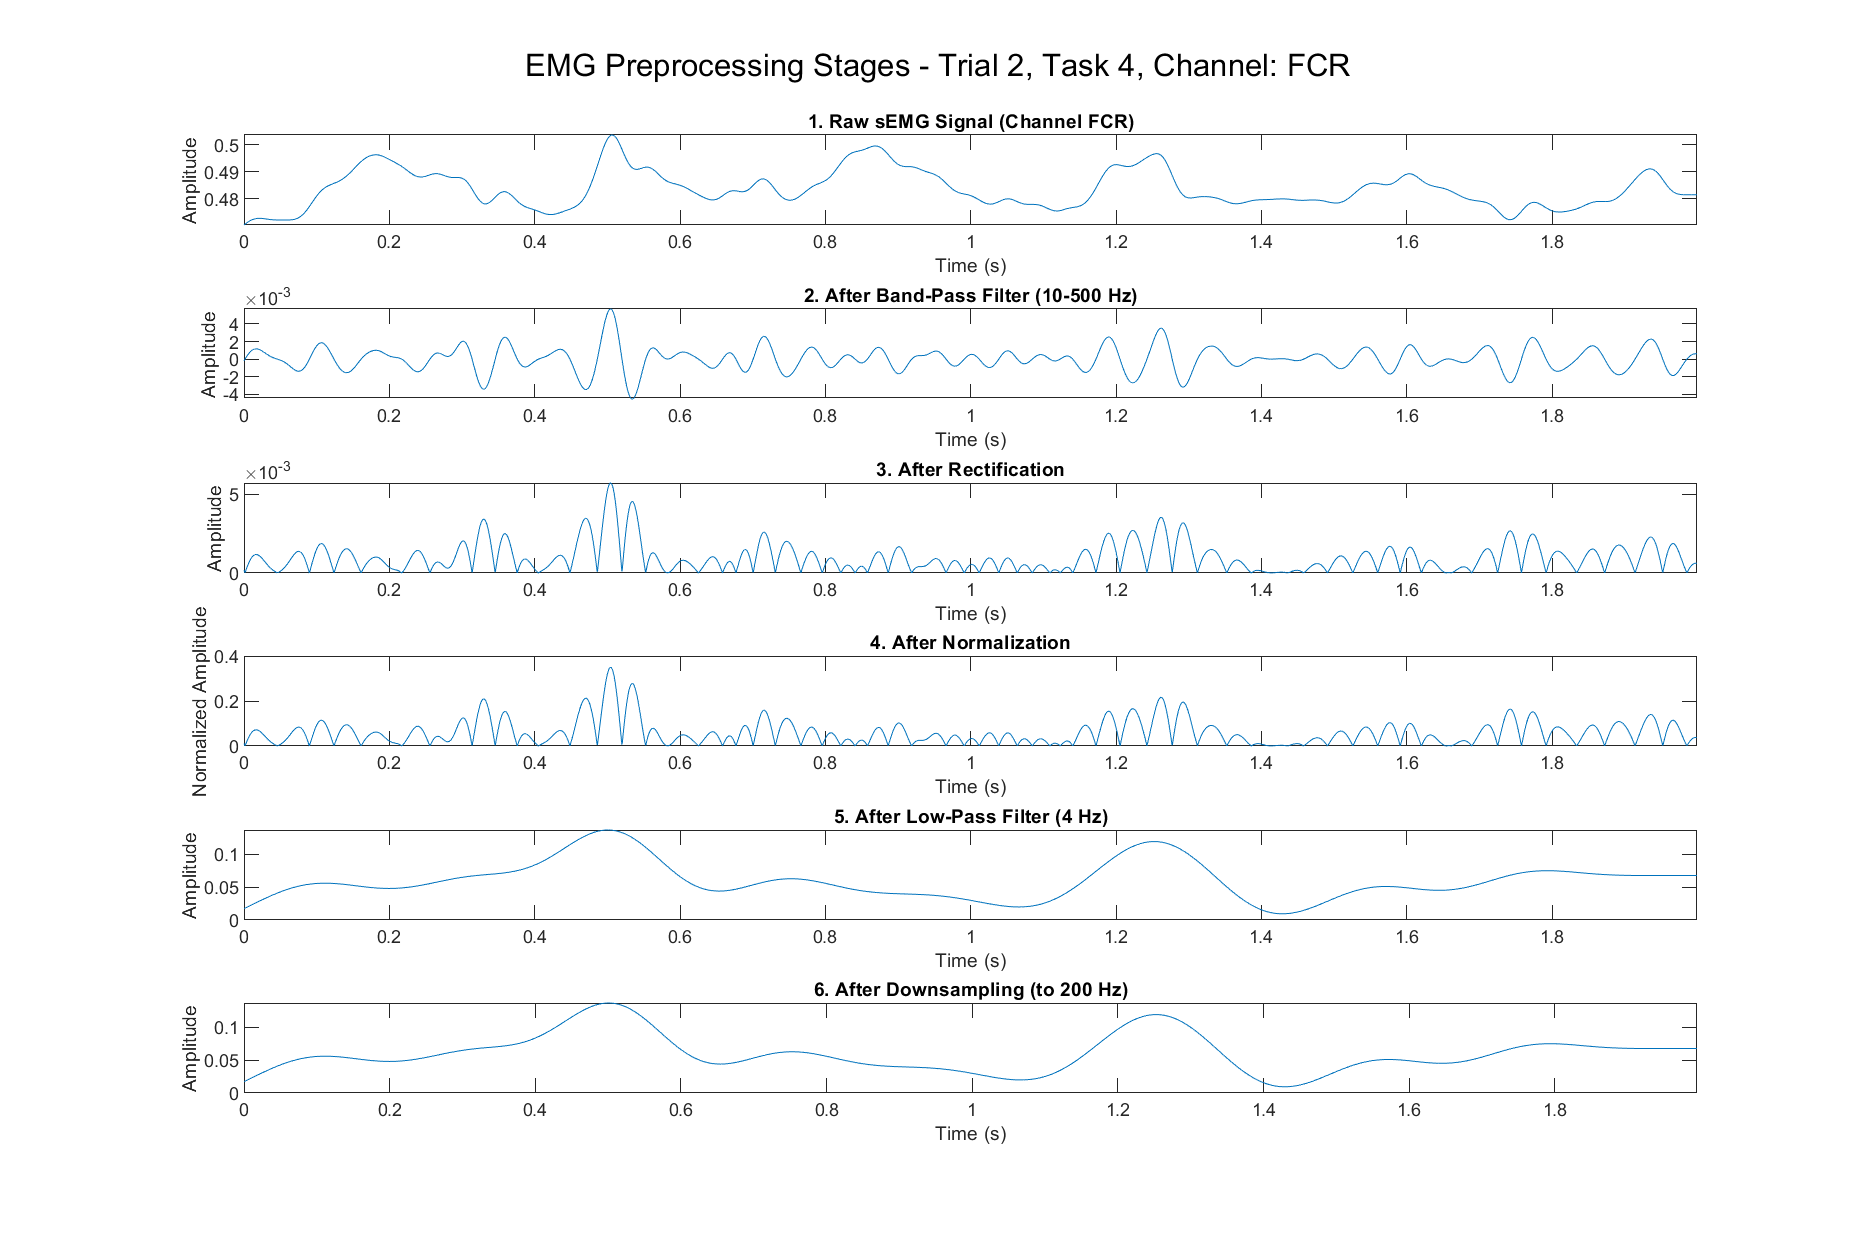 EMG Preprocessing Stages - Trial 2, Task 4, Channel: FCR
1. Raw sEMG Signal (Channel FCR)
Amplitude
0.5
0.49
0.48
0 0.2 0.4 0.6 0.8 1 1.2 1.4 1.6 1.8
Time (s)
2. After Band-Pass Filter (10-500 Hz)
×10-3
Amplitude
4
2
0
-2
-4
0 0.2 0.4 0.6 0.8 1 1.2 1.4 1.6 1.8
Time (s)
3. After Rectification
×10-3
Amplitude
5
0
0 0.2 0.4 0.6 0.8 1 1.2 1.4 1.6 1.8
Time (s)
4. After Normalization
Normalized Amplitude
0.4
0.2
0
0 0.2 0.4 0.6 0.8 1 1.2 1.4 1.6 1.8
Time (s)
5. After Low-Pass Filter (4 Hz)
Amplitude
0.1
0.05
0
0 0.2 0.4 0.6 0.8 1 1.2 1.4 1.6 1.8
Time (s)
6. After Downsampling (to 200 Hz)
Amplitude
0.1
0.05
0
0 0.2 0.4 0.6 0.8 1 1.2 1.4 1.6 1.8
Time (s)